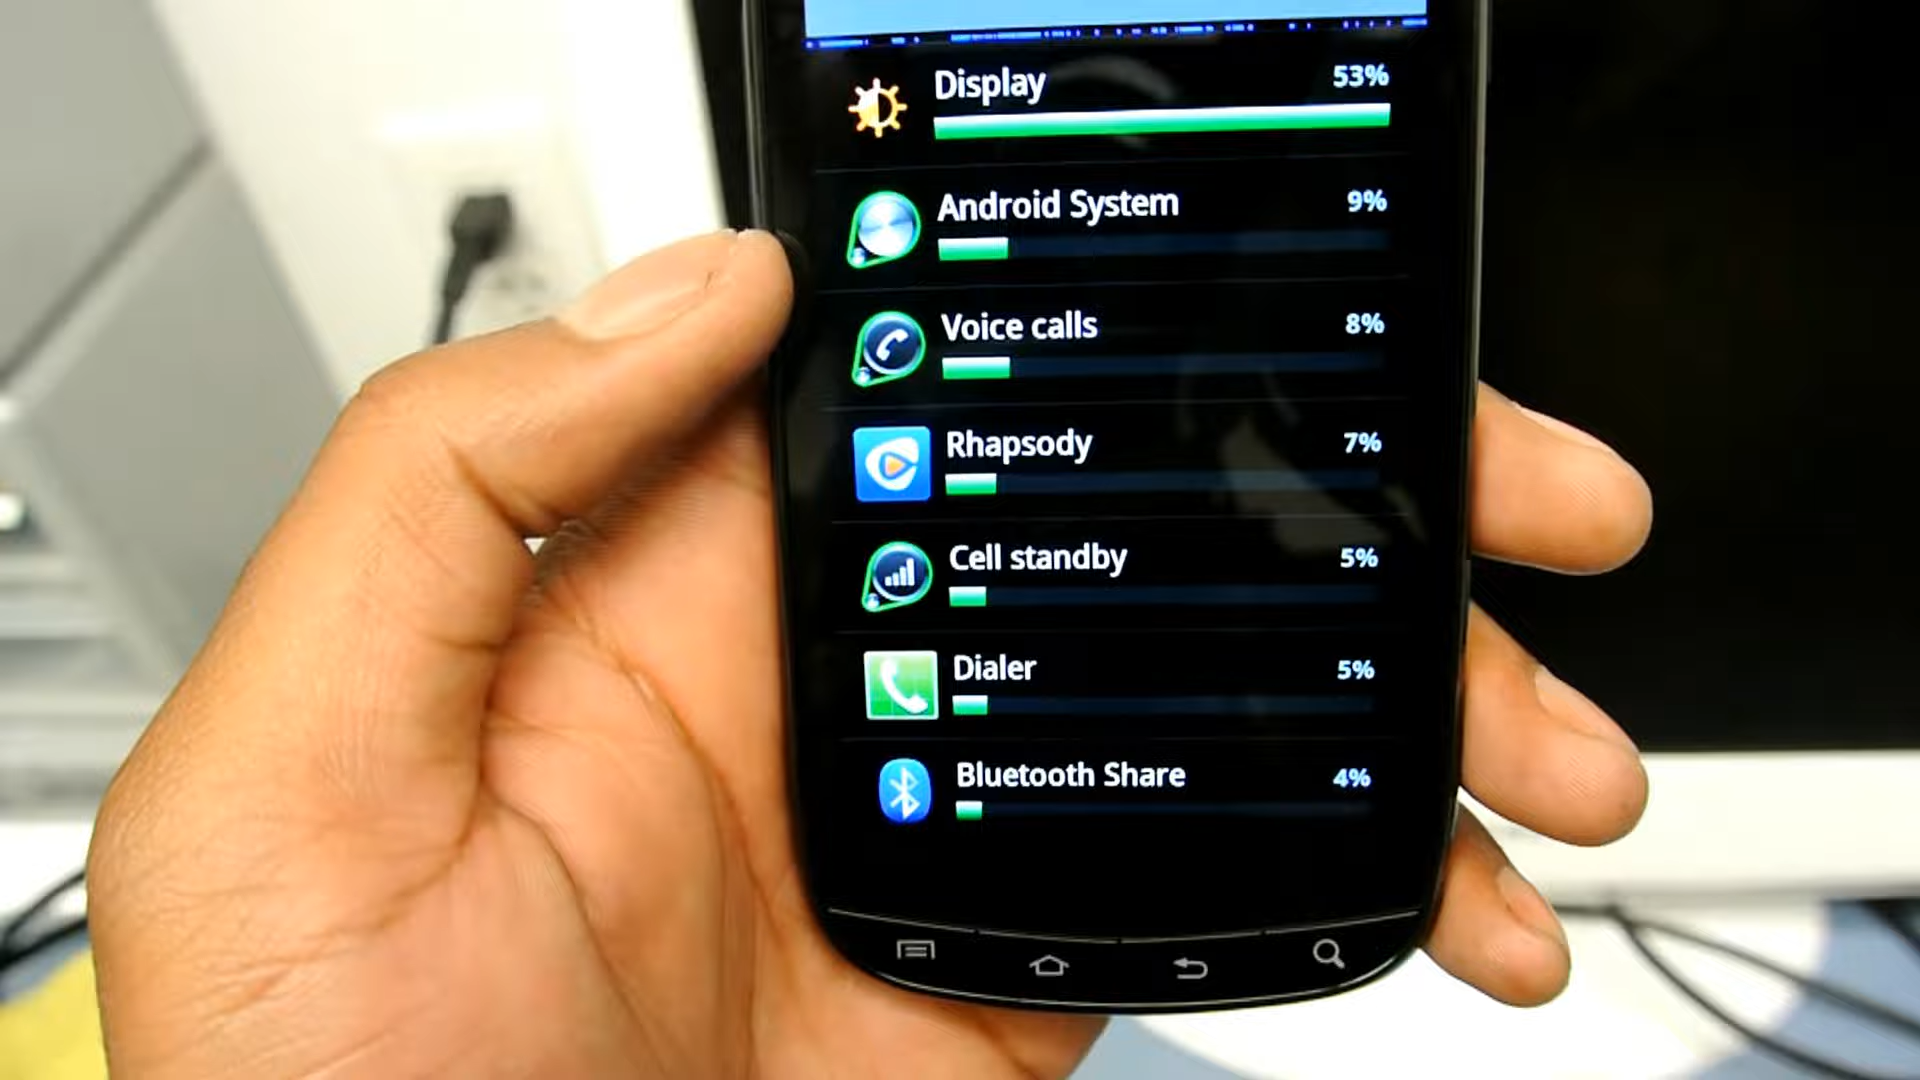 Display 53%
Android System 9%
Voice calls 8%
Rhapsody 7%
Cell standby 5%
Dialer 5%
Bluetooth Share 4%